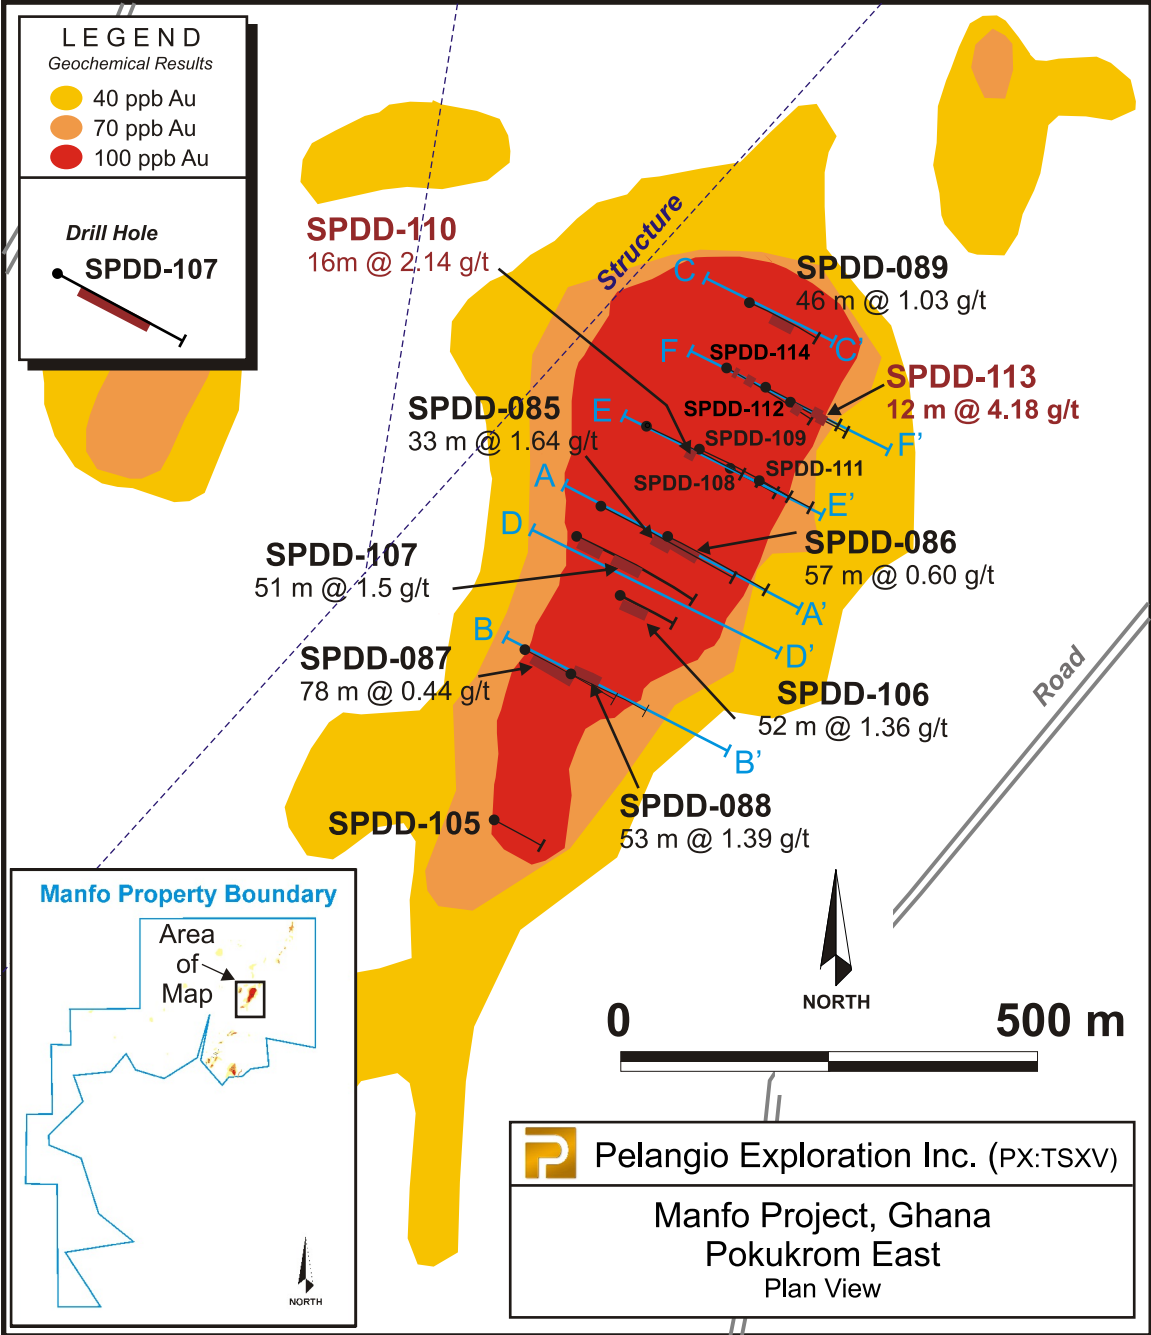 LEGEND
Geochemical Results
40 ppb Au
70 ppb Au
100 ppb Au
Drill Hole
SPDD-107
Structure
SPDD-110
16m @ 2.14 g/t
C
SPDD-089
46 m @ 1.03 g/t
C'
F
SPDD-114
SPDD-113
12 m @ 4.18 g/t
SPDD-112
F'
SPDD-085
33 m @ 1.64 g/t
E
SPDD-109
SPDD-111
SPDD-108
E'
A
D
SPDD-086
57 m @ 0.60 g/t
A'
SPDD-107
51 m @ 1.5 g/t
D'
B
SPDD-087
78 m @ 0.44 g/t
SPDD-106
52 m @ 1.36 g/t
B'
Road
SPDD-088
53 m @ 1.39 g/t
SPDD-105
Manfo Property Boundary
Area
of
Map
NORTH
NORTH
0 500 m
P
Pelangio Exploration Inc. (PX:TSXV)
Manfo Project, Ghana
Pokukrom East
Plan View